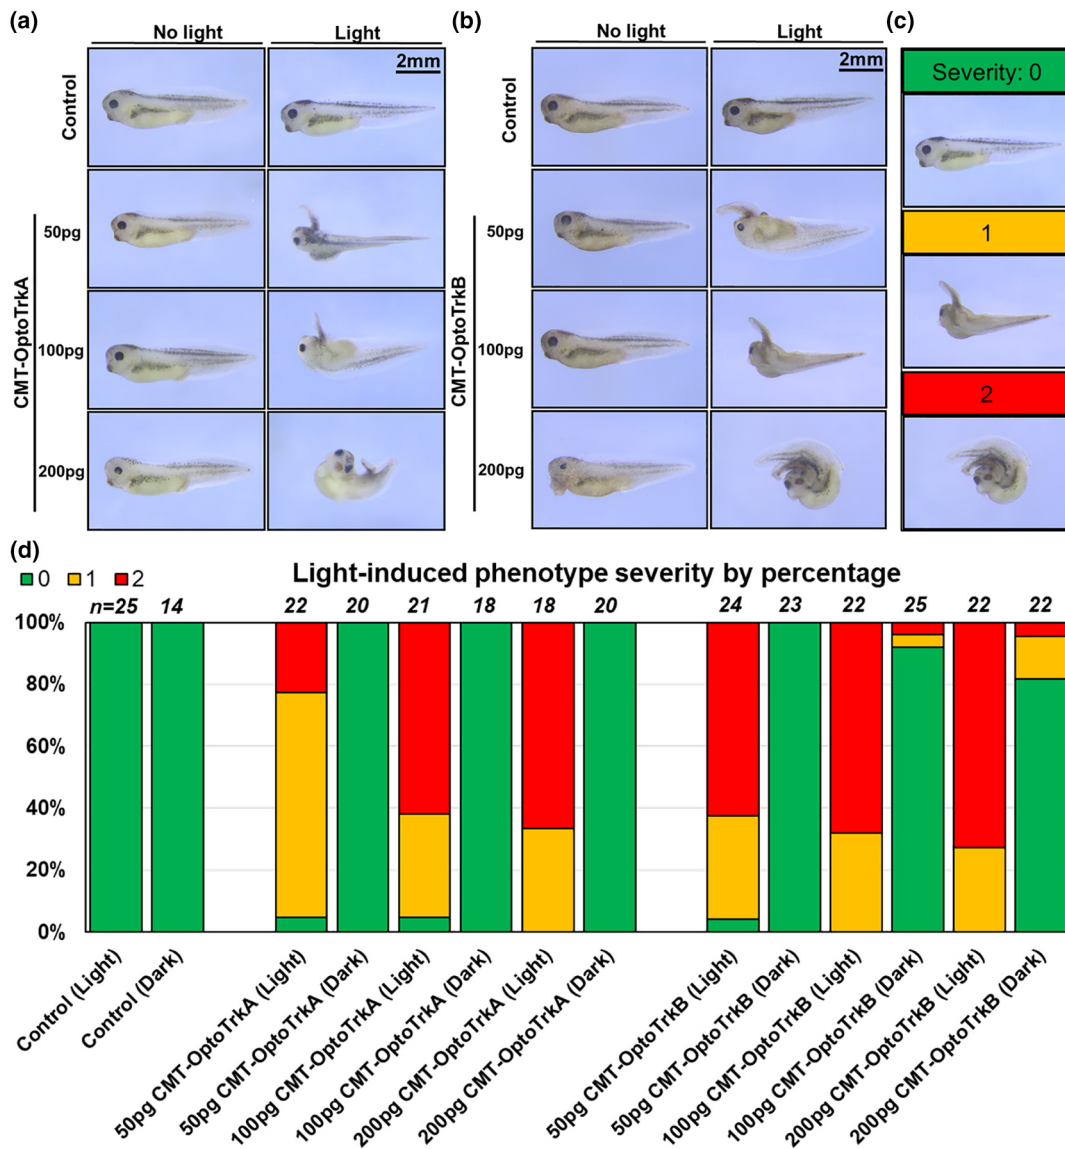 (a)
No light
Light
2mm
Control
50pg
100pg
200pg
CMT-OptoTrkA
(b)
No light
Light
2mm
Control
50pg
100pg
200pg
CMT-OptoTrkB
(c)
Severity: 0
1
2
(d)
0 1 2
Light-induced phenotype severity by percentage
n=25 14 22 20 21 18 18 20 24 23 22 25 22 22
100%
80%
60%
40%
20%
0%
Control (Light)
Control (Dark)
50pg CMT-OptoTrkA (Light)
50pg CMT-OptoTrkA (Dark)
100pg CMT-OptoTrkA (Light)
100pg CMT-OptoTrkA (Dark)
200pg CMT-OptoTrkA (Light)
200pg CMT-OptoTrkA (Dark)
50pg CMT-OptoTrkB (Light)
50pg CMT-OptoTrkB (Dark)
100pg CMT-OptoTrkB (Light)
100pg CMT-OptoTrkB (Dark)
200pg CMT-OptoTrkB (Light)
200pg CMT-OptoTrkB (Dark)